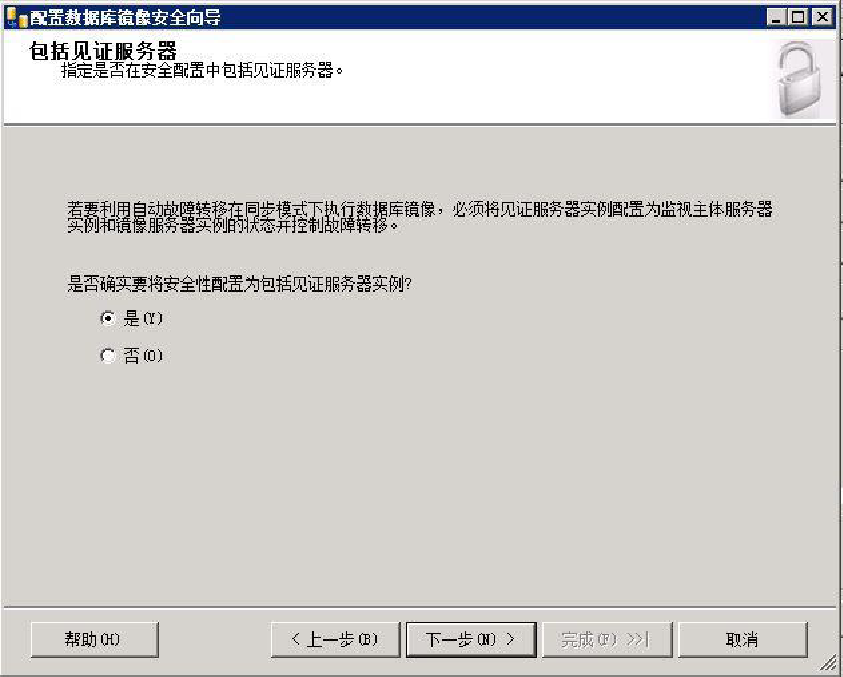 配置数据库镜像安全向导
包括见证服务器
指定是否在安全配置中包括见证服务器。
若要利用自动故障转移在同步模式下执行数据库镜像，必须将见证服务器实例配置为监视主体服务器
实例和镜像服务器实例的状态并控制故障转移。
是否确实要将安全性配置为包括见证服务器实例?
是(Y)
否(O)
帮助(H)
< 上一步(B)
下一步(N) >
完成(F) >>|
取消